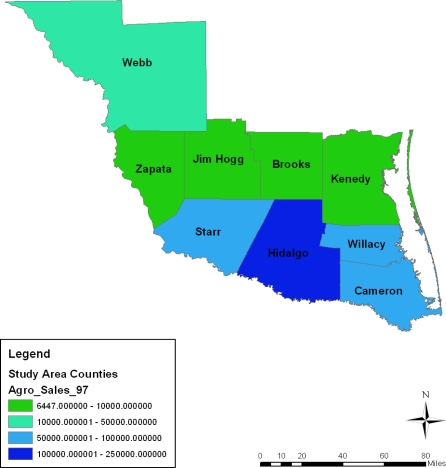 Webb
Zapata
Jim Hogg
Brooks
Kenedy
Starr
Hidalgo
Willacy
Cameron
Legend
Study Area Counties
Agro_Sales_97
6447.000000 - 10000.000000
10000.000001 - 50000.000000
50000.000001 - 100000.000000
100000.000001 - 250000.000000
N
0 10 20 40 60 80
Miles